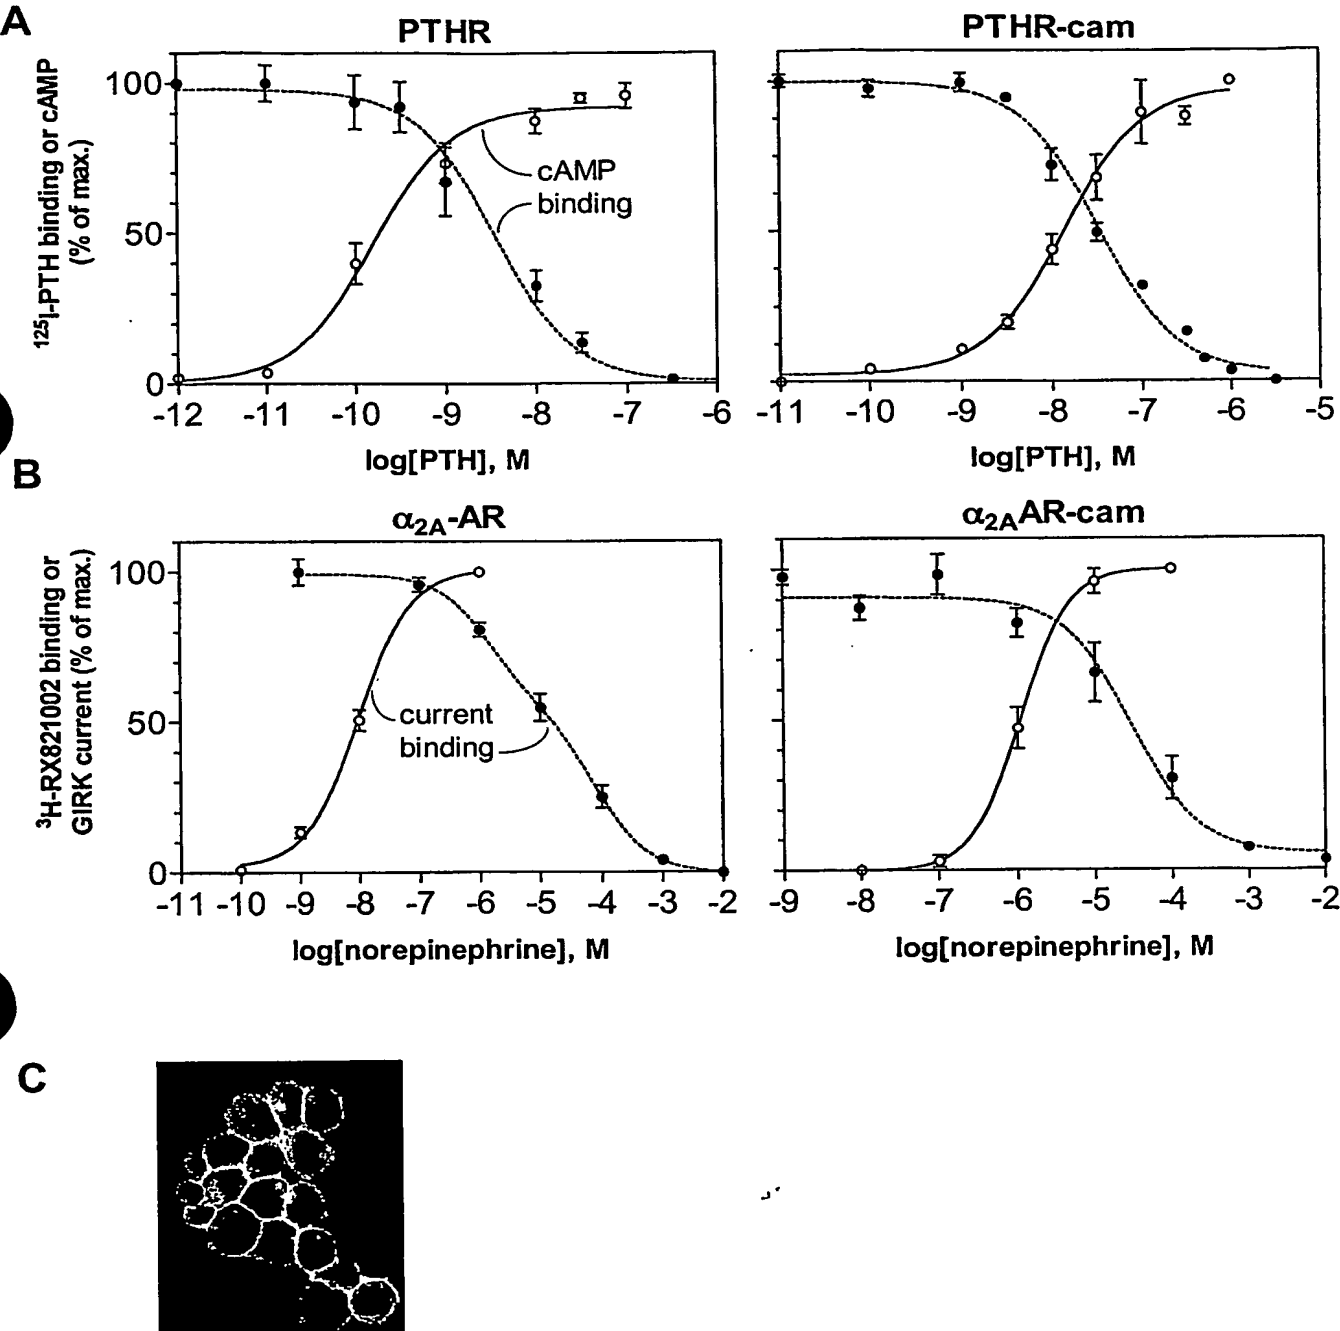 A
PTHR
PTHR-cam
¹²⁵I-PTH binding or cAMP
(% of max.)
100
50
0
cAMP
binding
-12 -11 -10 -9 -8 -7 -6
-11 -10 -9 -8 -7 -6 -5
log[PTH], M
log[PTH], M
B
α₂A-AR
α₂AAR-cam
³H-RX821002 binding or
GIRK current (% of max.)
100
50
0
current
binding
-11 -10 -9 -8 -7 -6 -5 -4 -3 -2
-9 -8 -7 -6 -5 -4 -3 -2
log[norepinephrine], M
log[norepinephrine], M
C